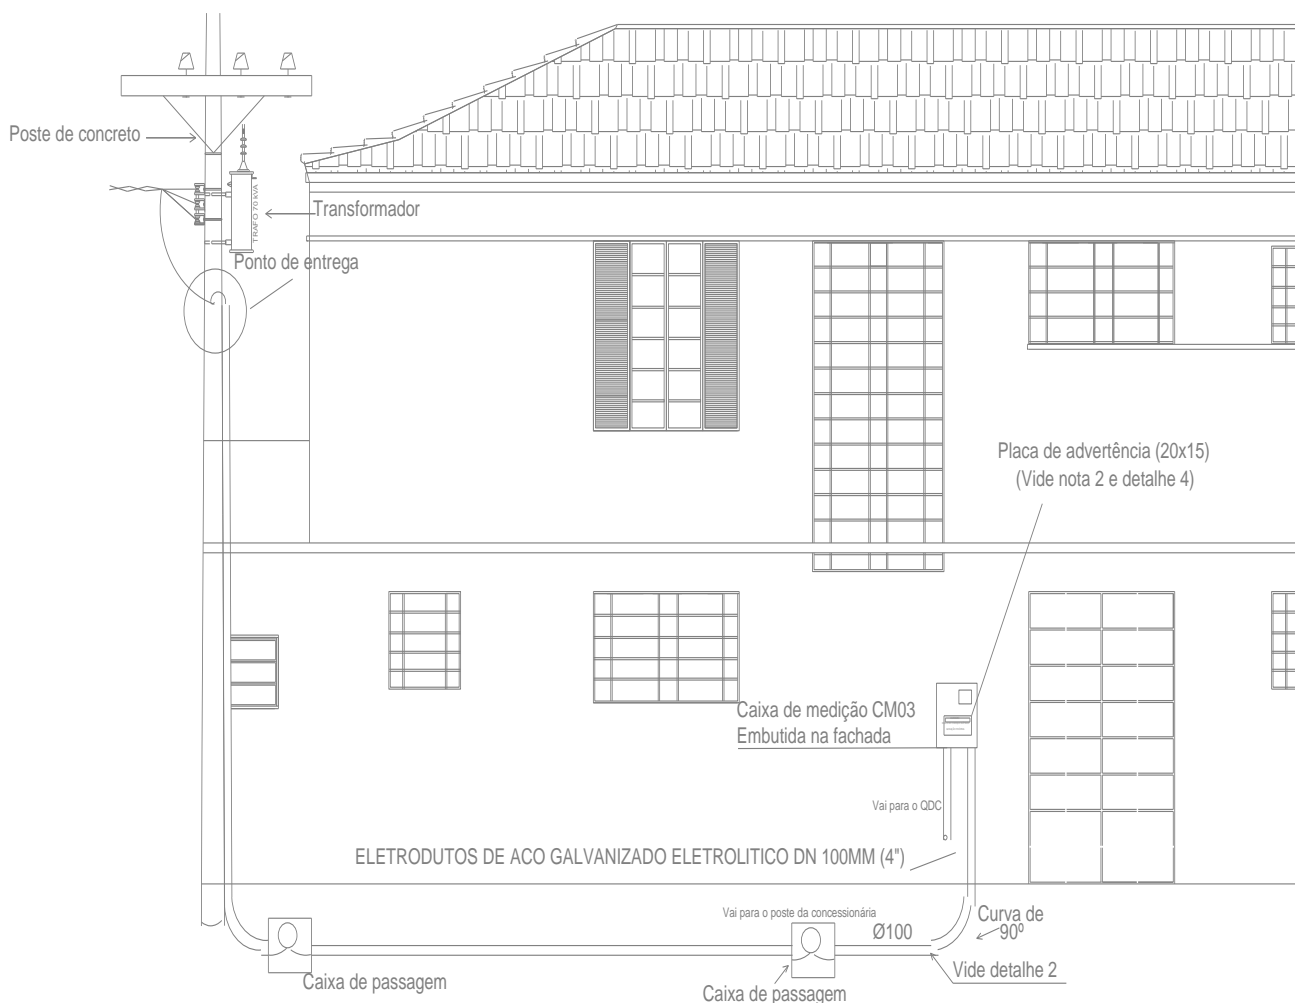 Poste de concreto
TRAFO 70 kVA
Transformador
Ponto de entrega
Placa de advertência (20x15)
(Vide nota 2 e detalhe 4)
Caixa de medição CM03
Embutida na fachada
Vai para o QDC
ELETRODUTOS DE ACO GALVANIZADO ELETROLITICO DN 100MM (4")
Vai para o poste da concessionária
Ø100
Curva de
90º
Vide detalhe 2
Caixa de passagem
Caixa de passagem